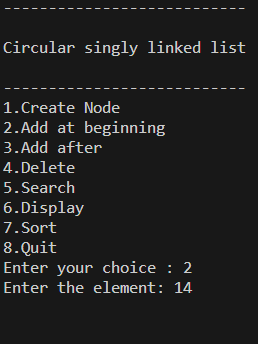 ---------------------------
Circular singly linked list
---------------------------
1.Create Node
2.Add at beginning
3.Add after
4.Delete
5.Search
6.Display
7.Sort
8.Quit
Enter your choice : 2
Enter the element: 14